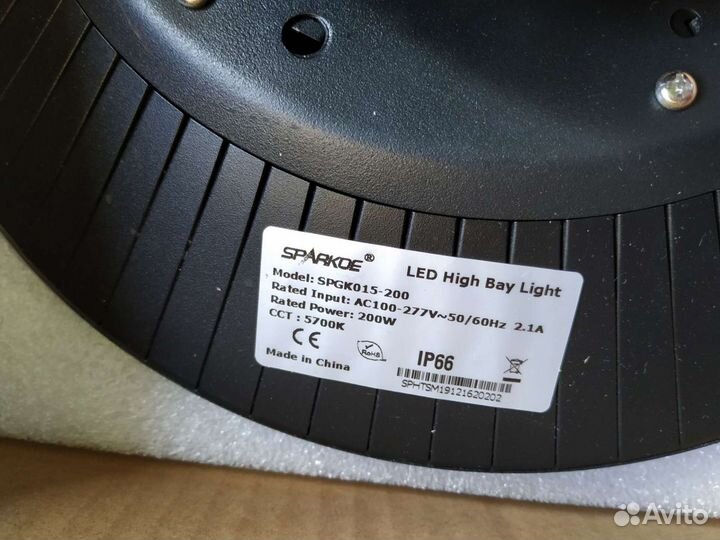 SPARKOE® LED High Bay Light
Model: SPGK015-200
Rated Input: AC100-277V~50/60Hz 2.1A
Rated Power: 200W
CCT : 5700K
CE RoHS IP66
Made in China
SPHTSM19121620202
Avito